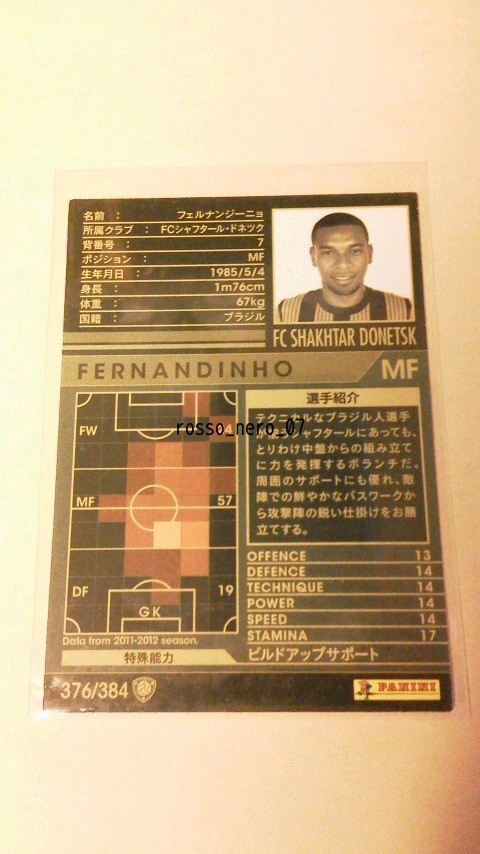 名前 : フェルナンジーニョ
所属クラブ : FCシャフタール・ドネツク
背番号 : 7
ポジション : MF
生年月日 : 1985/5/4
身長 : 1m76cm
体重 : 67kg
国籍 : ブラジル
FC SHAKHTAR DONETSK
FERNANDINHO MF
選手紹介
テクニカルなブラジル人選手
シャフタールにあっても、
とりわけ中盤からの組み立て
に力を発揮するボランチだ。
周囲のサポートにも優れ、敵
陣での鮮やかなパスワークか
ら攻撃陣の鋭い仕掛けをお膳
立てする。
rosso_nero_07
FW 4
MF 57
DF 19
GK
Data from 2011-2012 season.
OFFENCE 13
DEFENCE 14
TECHNIQUE 14
POWER 14
SPEED 14
STAMINA 17
特殊能力 ビルドアップサポート
376/384
PANINI